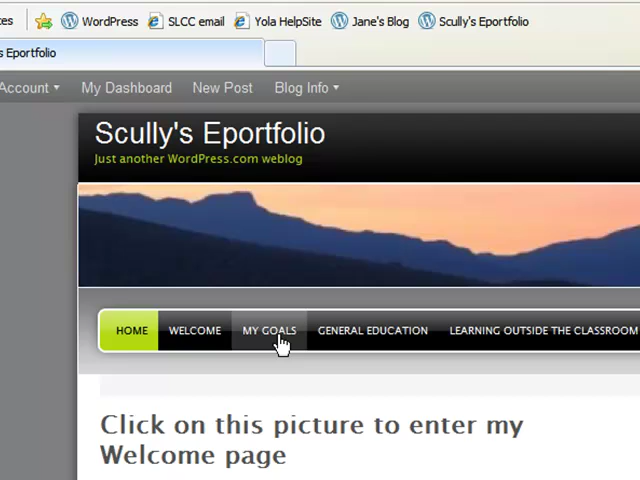 tes WordPress SLCC email Yola HelpSite Jane's Blog Scully's Eportfolio
s Eportfolio
Account My Dashboard New Post Blog Info
Scully's Eportfolio
Just another WordPress.com weblog
HOME WELCOME MY GOALS GENERAL EDUCATION LEARNING OUTSIDE THE CLASSROOM
Click on this picture to enter my
Welcome page